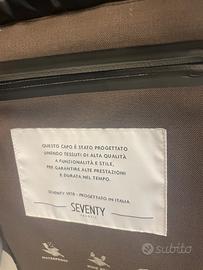 QUESTO CAPO È STATO PROGETTATO
UNENDO TESSUTI DI ALTA QUALITÀ
A FUNZIONALITÀ E STILE,
PER GARANTIRE ALTE PRESTAZIONI
E DURATA NEL TEMPO.
SEVENTY 1970 - PROGETTATO IN ITALIA
SEVENTY
WATERPROOF
subito